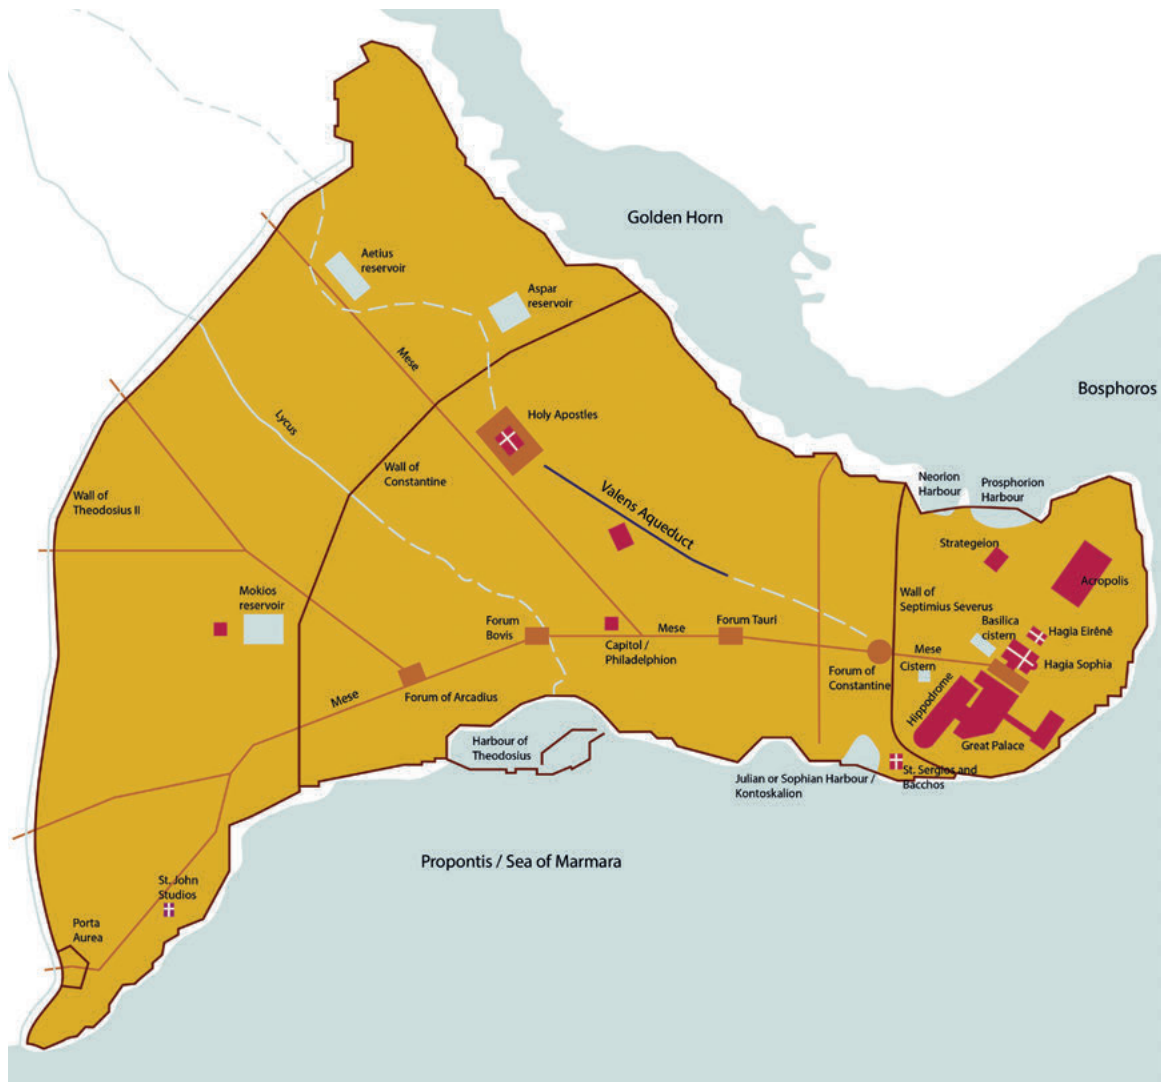 Golden Horn
Bosphoros
Aetius
reservoir
Aspar
reservoir
Mese
Lycus
Holy Apostles
Wall of
Constantine
Wall of
Theodosius II
Valens Aqueduct
Neorion
Harbour
Prosphorion
Harbour
Strategeion
Acropolis
Wall of
Septimius Severus
Basilica
cistern
Hagia Eirēnē
Hagia Sophia
Mokios
reservoir
Forum
Bovis
Capitol /
Philadelphion
Mese
Forum Tauri
Forum of
Constantine
Mese
Cistern
Hippodrome
Great Palace
Mese
Forum of Arcadius
Harbour of
Theodosius
Julian or Sophian Harbour /
Kontoskalion
St. Sergios and
Bacchos
Propontis / Sea of Marmara
St. John
Studios
Porta
Aurea